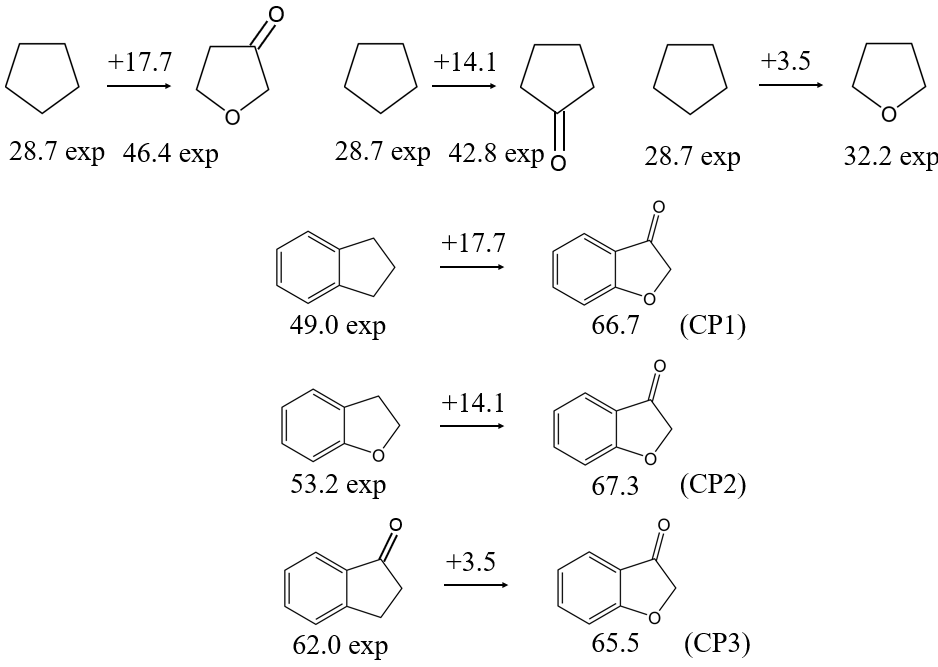 O
+17.7 +14.1 +3.5
O O
28.7 exp 46.4 exp 28.7 exp 42.8 exp 28.7 exp 32.2 exp
O
O
+17.7
O
49.0 exp 66.7 (CP1)
O
+14.1
O O
53.2 exp 67.3 (CP2)
O O
+3.5
O
62.0 exp 65.5 (CP3)